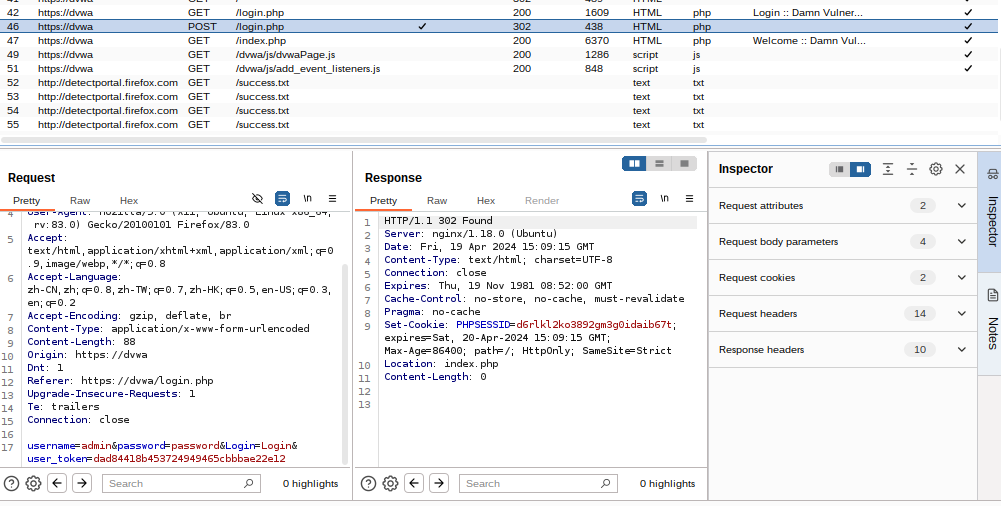 42 https://dvwa GET /login.php 200 1609 HTML php Login :: Damn Vulner... ✓
46 https://dvwa POST /login.php ✓ 302 438 HTML php ✓
47 https://dvwa GET /index.php 200 6370 HTML php Welcome :: Damn Vul... ✓
49 https://dvwa GET /dvwa/js/dvwaPage.js 200 1286 script js
51 https://dvwa GET /dvwa/js/add_event_listeners.js 200 848 script js ✓
52 http://detectportal.firefox.com GET /success.txt text txt
53 http://detectportal.firefox.com GET /success.txt text txt
54 http://detectportal.firefox.com GET /success.txt text txt
55 http://detectportal.firefox.com GET /success.txt text txt
Request
Pretty Raw Hex \n
4 User-Agent: Mozilla/5.0 (X11; Ubuntu; Linux x86_64;
rv:83.0) Gecko/20100101 Firefox/83.0
5 Accept:
text/html,application/xhtml+xml,application/xml;q=0
.9,image/webp,*/*;q=0.8
6 Accept-Language:
zh-CN,zh;q=0.8,zh-TW;q=0.7,zh-HK;q=0.5,en-US;q=0.3,
en;q=0.2
7 Accept-Encoding: gzip, deflate, br
8 Content-Type: application/x-www-form-urlencoded
9 Content-Length: 88
10 Origin: https://dvwa
11 Dnt: 1
12 Referer: https://dvwa/login.php
13 Upgrade-Insecure-Requests: 1
14 Te: trailers
15 Connection: close
16
17 username=admin&password=password&Login=Login&
user_token=dad84418b453724949465cbbbae22e12
Search 0 highlights
Response
Pretty Raw Hex Render \n
1 HTTP/1.1 302 Found
2 Server: nginx/1.18.0 (Ubuntu)
3 Date: Fri, 19 Apr 2024 15:09:15 GMT
4 Content-Type: text/html; charset=UTF-8
5 Connection: close
6 Expires: Thu, 19 Nov 1981 08:52:00 GMT
7 Cache-Control: no-store, no-cache, must-revalidate
8 Pragma: no-cache
9 Set-Cookie: PHPSESSID=d6rlkl2ko3892gm3g0idaib67t;
expires=Sat, 20-Apr-2024 15:09:15 GMT;
Max-Age=86400; path=/; HttpOnly; SameSite=Strict
10 Location: index.php
11 Content-Length: 0
12
13
Search 0 highlights
Inspector
Request attributes 2
Request body parameters 4
Request cookies 2
Request headers 14
Response headers 10
Inspector
Notes